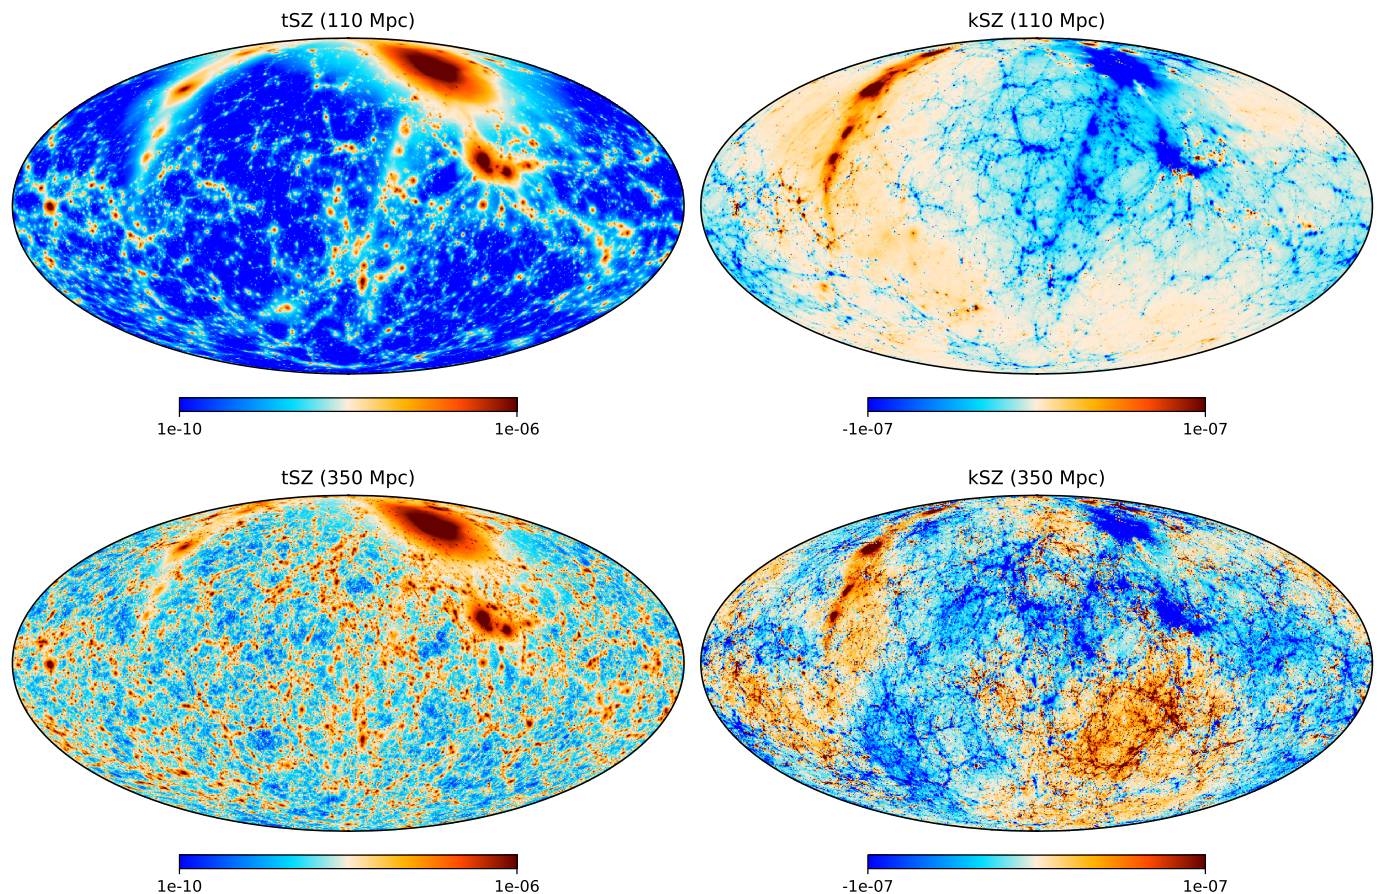 tSZ (110 Mpc)
kSZ (110 Mpc)
1e-10 1e-06
-1e-07 1e-07
tSZ (350 Mpc)
kSZ (350 Mpc)
1e-10 1e-06
-1e-07 1e-07